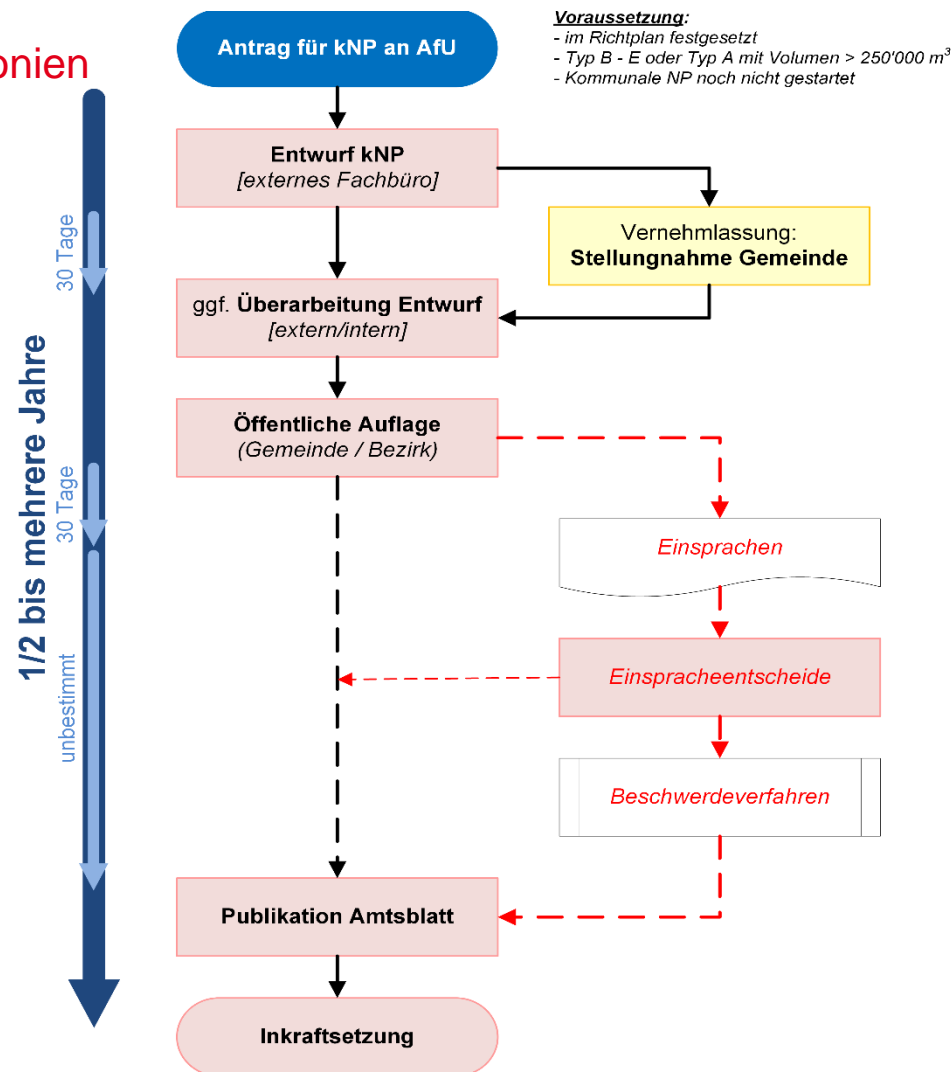 Voraussetzung:
- im Richtplan festgesetzt
- Typ B - E oder Typ A mit Volumen > 250'000 m³
- Kommunale NP noch nicht gestartet
onien
Antrag für kNP an AfU
Entwurf kNP
[externes Fachbüro]
Vernehmlassung:
Stellungnahme Gemeinde
30 Tage
ggf. Überarbeitung Entwurf
[extern/intern]
1/2 bis mehrere Jahre
Öffentliche Auflage
(Gemeinde / Bezirk)
30 Tage
Einsprachen
Einspracheentscheide
unbestimmt
Beschwerdeverfahren
Publikation Amtsblatt
Inkraftsetzung